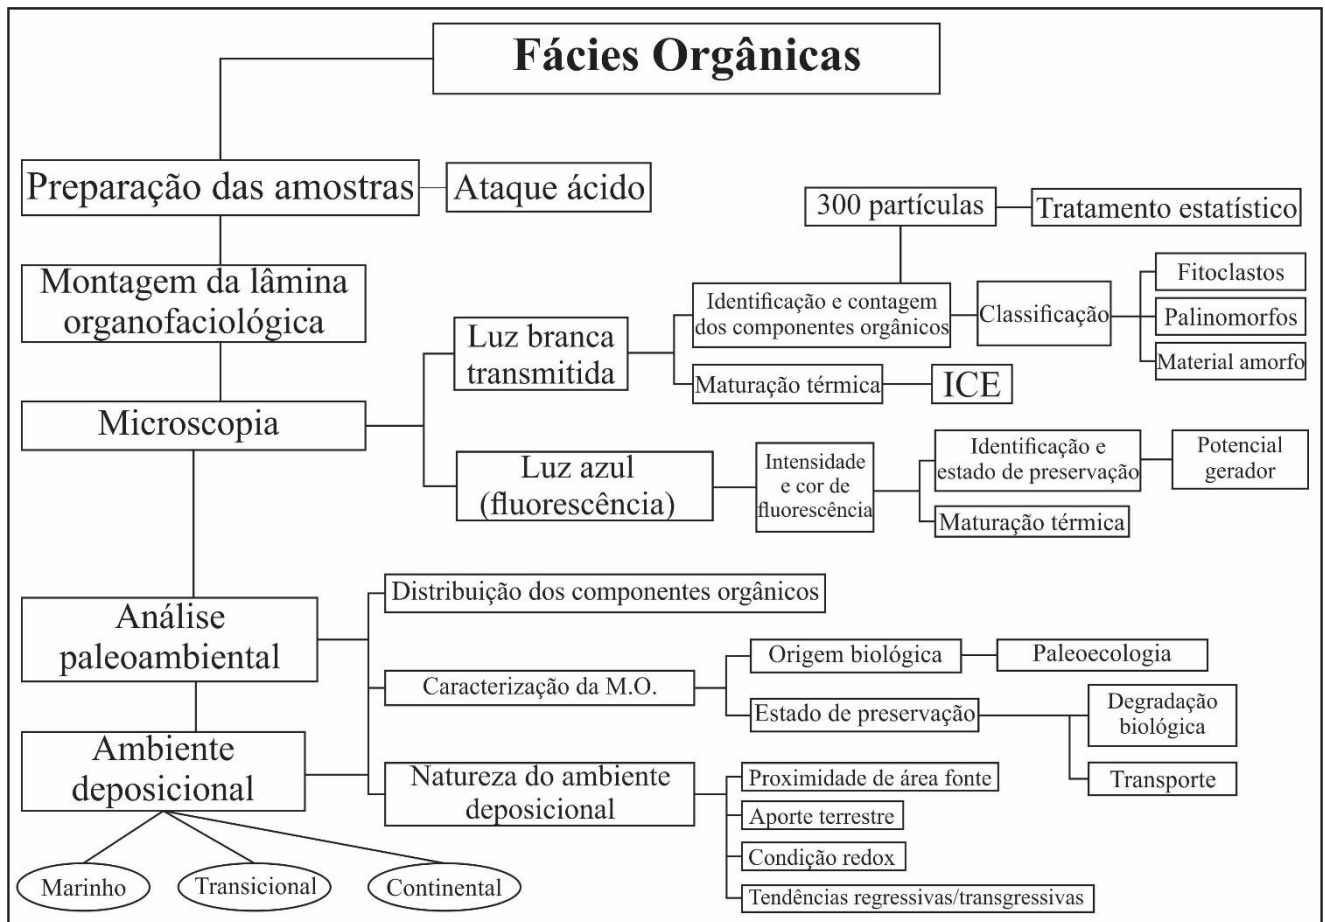 Fácies Orgânicas
Preparação das amostras
Ataque ácido
300 partículas
Tratamento estatístico
Montagem da lâmina
organofaciológica
Identificação e contagem
dos componentes orgânicos
Classificação
Fitoclastos
Palinomorfos
Material amorfo
Luz branca
transmitida
Maturação térmica
ICE
Microscopia
Luz azul
(fluorescência)
Intensidade
e cor de
fluorescência
Identificação e
estado de preservação
Potencial
gerador
Maturação térmica
Análise
paleoambiental
Distribuição dos componentes orgânicos
Caracterização da M.O.
Origem biológica
Paleoecologia
Estado de preservação
Degradação
biológica
Transporte
Ambiente
deposicional
Natureza do ambiente
deposicional
Proximidade de área fonte
Aporte terrestre
Condição redox
Tendências regressivas/transgressivas
Marinho
Transicional
Continental